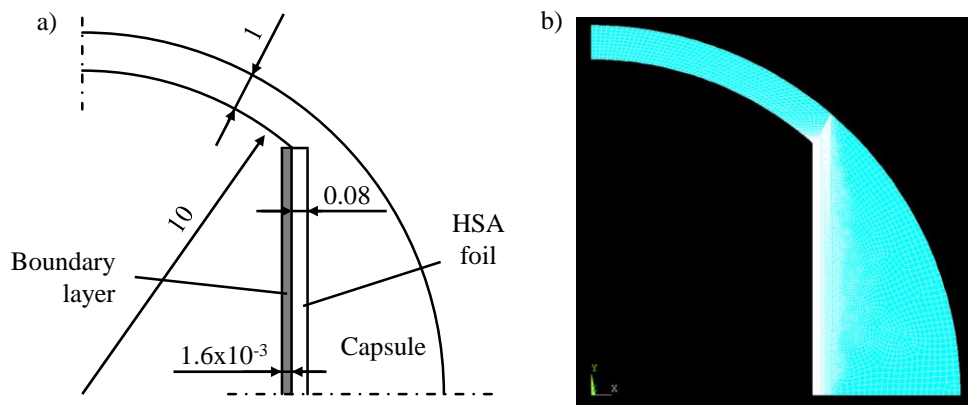 a)
1
10
0.08
HSA
foil
Boundary
layer
1.6x10-3
Capsule
b)
Y
X